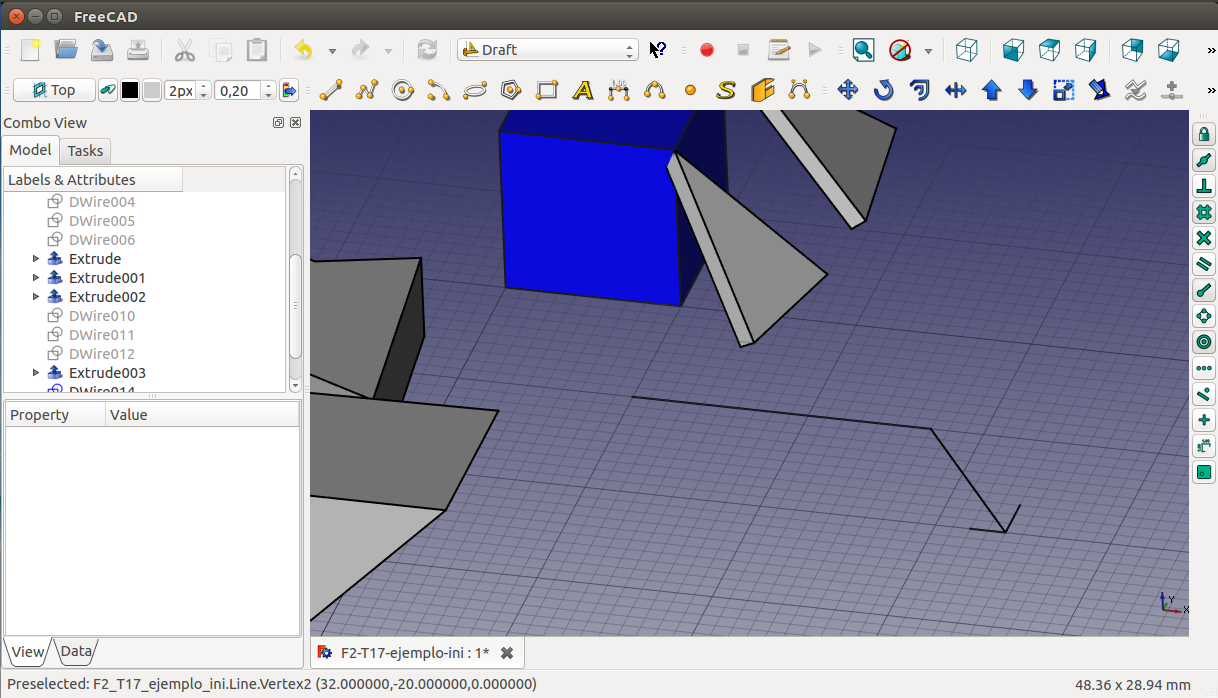 FreeCAD
Draft
Top
2px
0,20
Combo View
Model
Tasks
Labels & Attributes
DWire004
DWire005
DWire006
Extrude
Extrude001
Extrude002
DWire010
DWire011
DWire012
Extrude003
DWire014
Property
Value
Y
X
View
Data
F2-T17-ejemplo-ini : 1*
Preselected: F2_T17_ejemplo_ini.Line.Vertex2 (32.000000,-20.000000,0.000000)
48.36 x 28.94 mm